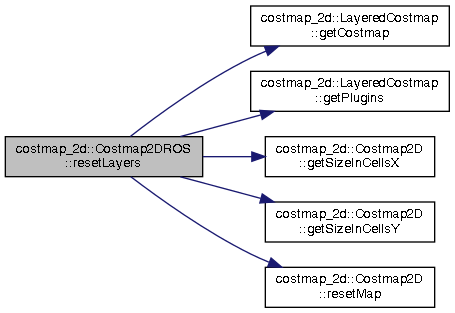 costmap_2d::LayeredCostmap
::getCostmap
costmap_2d::LayeredCostmap
::getPlugins
costmap_2d::Costmap2DROS
::resetLayers
costmap_2d::Costmap2D
::getSizeInCellsX
costmap_2d::Costmap2D
::getSizeInCellsY
costmap_2d::Costmap2D
::resetMap